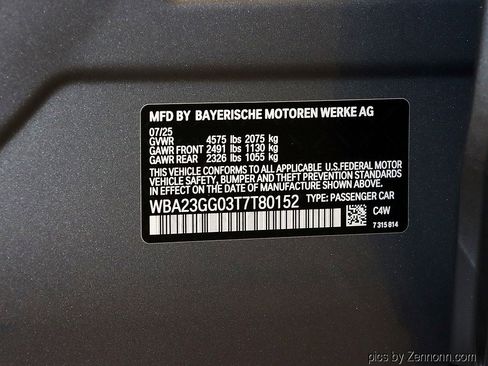 MFD BY BAYERISCHE MOTOREN WERKE AG
07/25
GVWR 4575 lbs 2075 kg
GAWR FRONT 2491 lbs 1130 kg
GAWR REAR 2326 lbs 1055 kg
THIS VEHICLE CONFORMS TO ALL APPLICABLE U.S.FEDERAL MOTOR
VEHICLE SAFETY, BUMPER, AND THEFT PREVENTION STANDARDS
IN EFFECT ON THE DATE OF MANUFACTURE SHOWN ABOVE.
WBA23GG03T7T80152 TYPE: PASSENGER CAR
C4W
7 315 814
pics by Zennonn.com